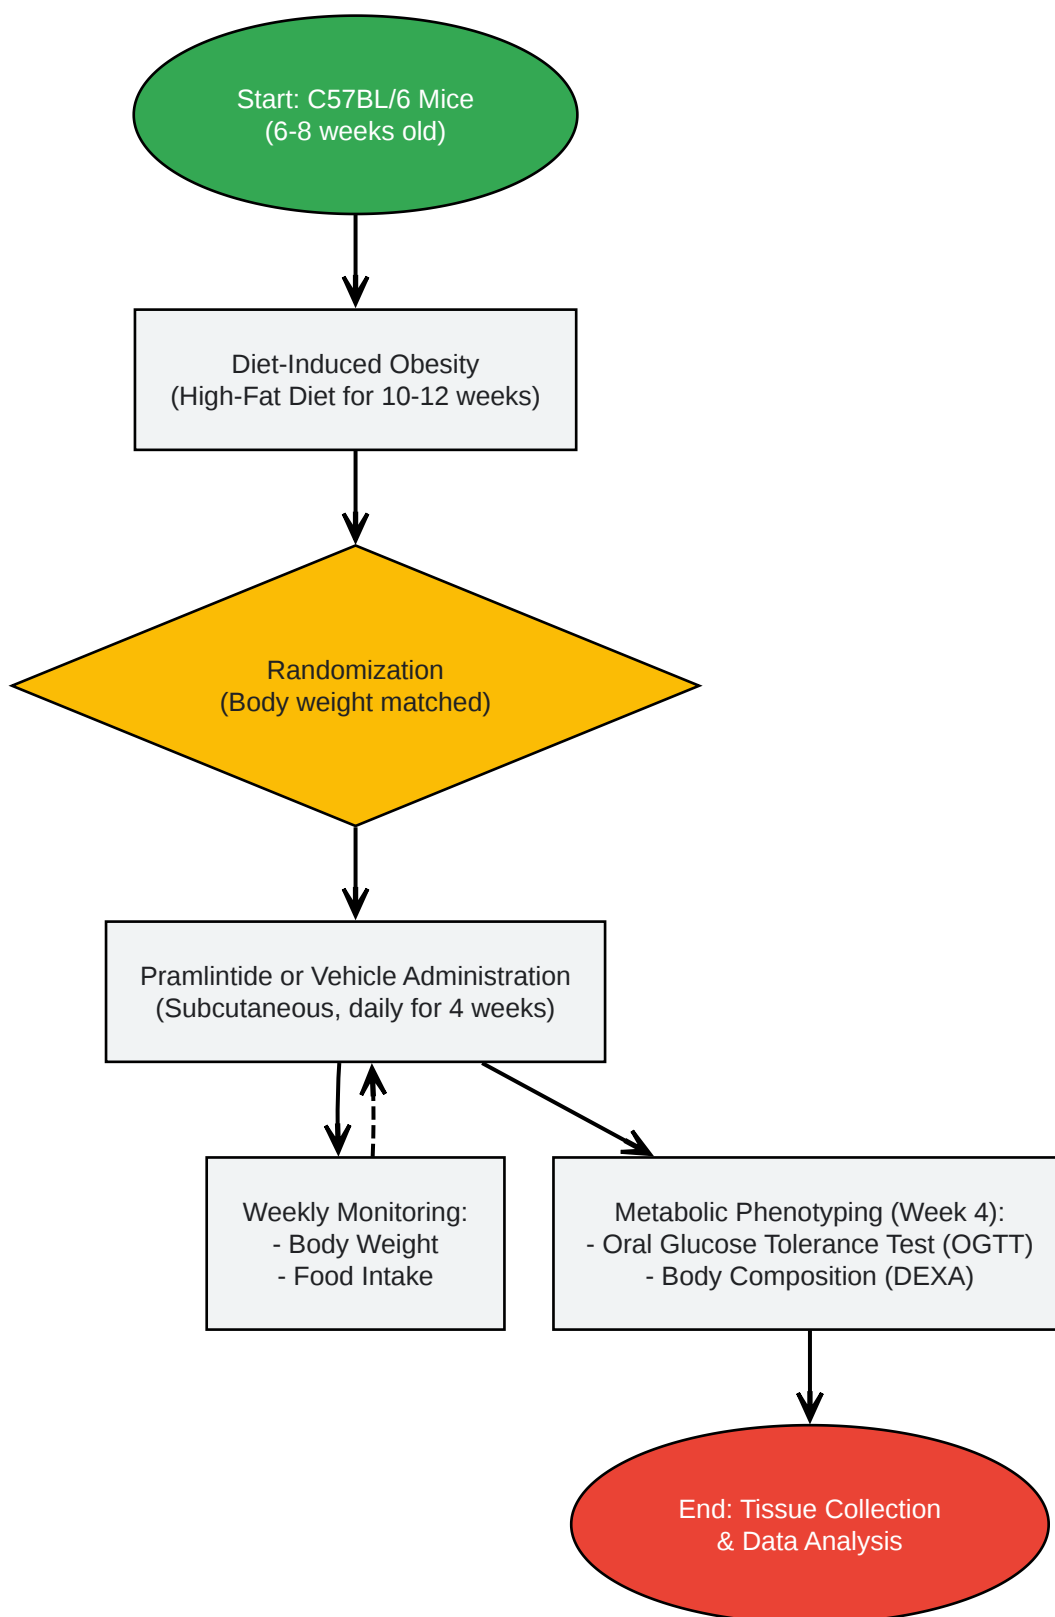 Start: C57BL/6 Mice
(6-8 weeks old)
Diet-Induced Obesity
(High-Fat Diet for 10-12 weeks)
Randomization
(Body weight matched)
Pramlintide or Vehicle Administration
(Subcutaneous, daily for 4 weeks)
Weekly Monitoring:
- Body Weight
- Food Intake
Metabolic Phenotyping (Week 4):
- Oral Glucose Tolerance Test (OGTT)
- Body Composition (DEXA)
End: Tissue Collection
& Data Analysis